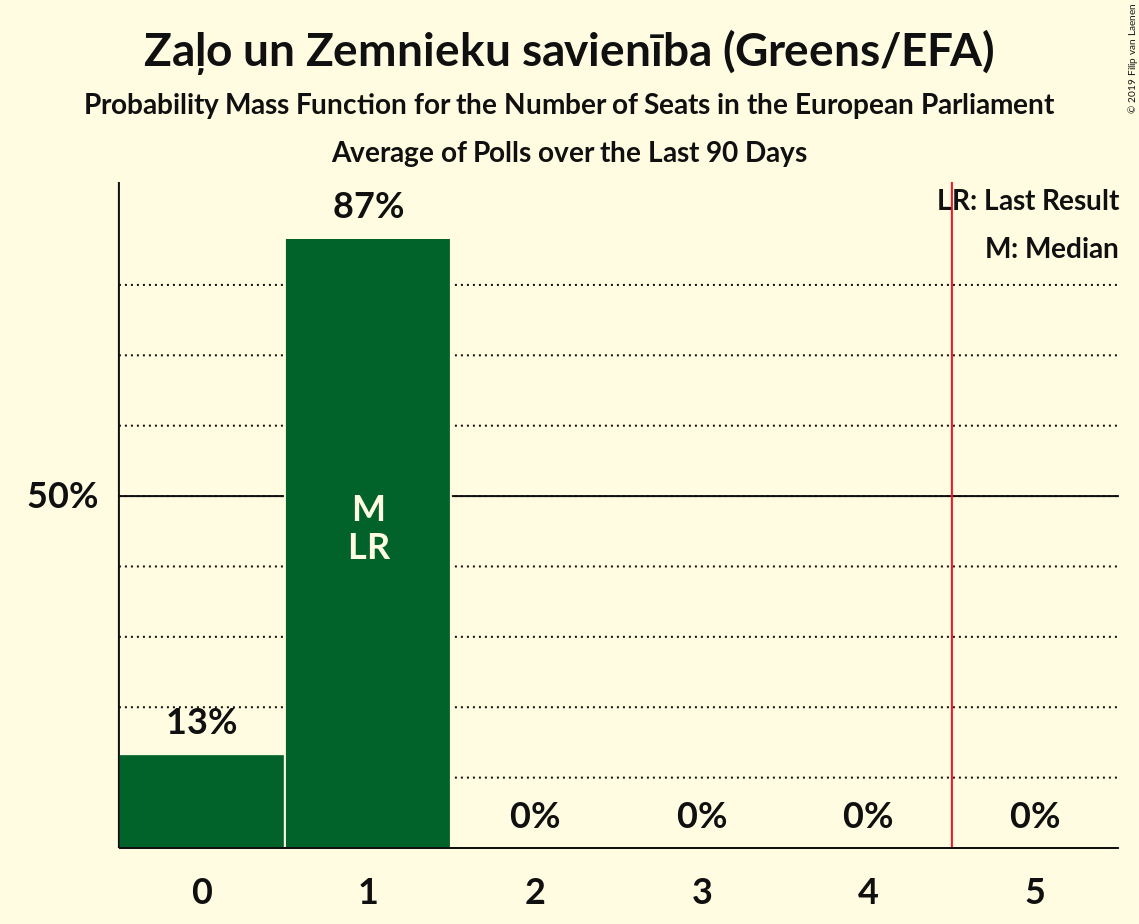 Zaļo un Zemnieku savienība (Greens/EFA)
Probability Mass Function for the Number of Seats in the European Parliament
Average of Polls over the Last 90 Days
© 2019 Filip van Laenen
LR: Last Result
M: Median
87%
50%
M
LR
13%
0%
0%
0%
0%
0
1
2
3
4
5